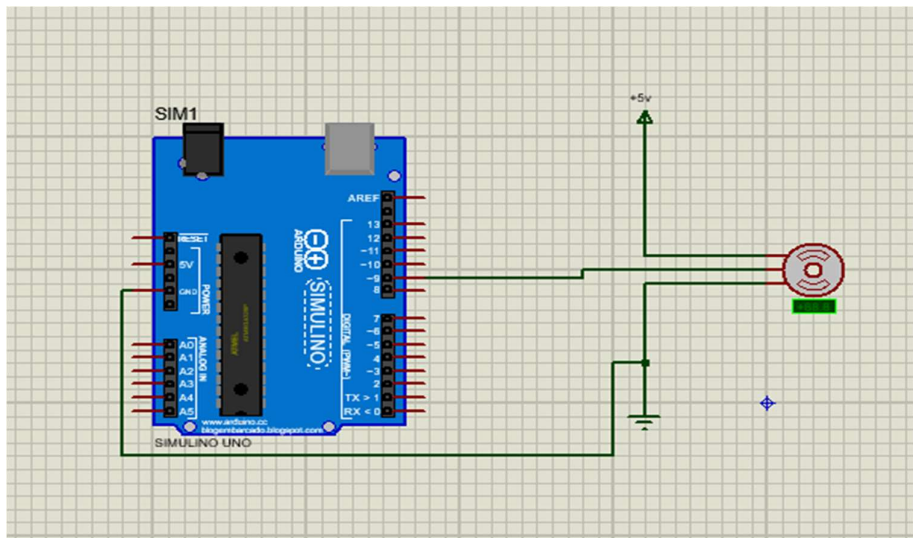 SIM1
+5v
AREF
13
12
~11
~10
~9
8
RESET
5V
GND
POWER
ARDUINO
SIMULINO
7
~6
~5
4
~3
2
TX > 1
RX < 0
DIGITAL (PWM~)
ANALOG IN
A0
A1
A2
A3
A4
A5
www.arduino.cc
blogembarcado.blogspot.com
SIMULINO UNO